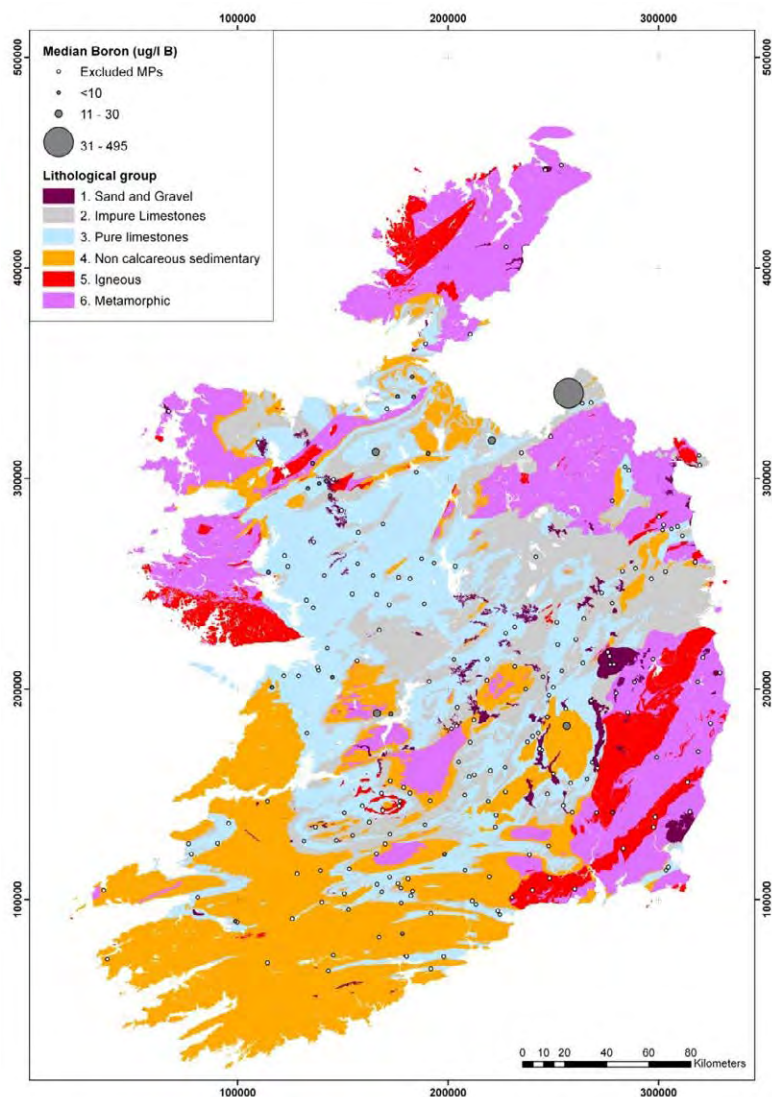 100000 200000 300000
500000
500000
Median Boron (ug/l B)
Excluded MPs
<10
11 - 30
31 - 495
Lithological group
1. Sand and Gravel
2. Impure Limestones
3. Pure limestones
4. Non calcareous sedimentary
5. Igneous
6. Metamorphic
400000
400000
300000
300000
200000
200000
100000
100000
0 10 20 40 60 80
Kilometers
100000 200000 300000